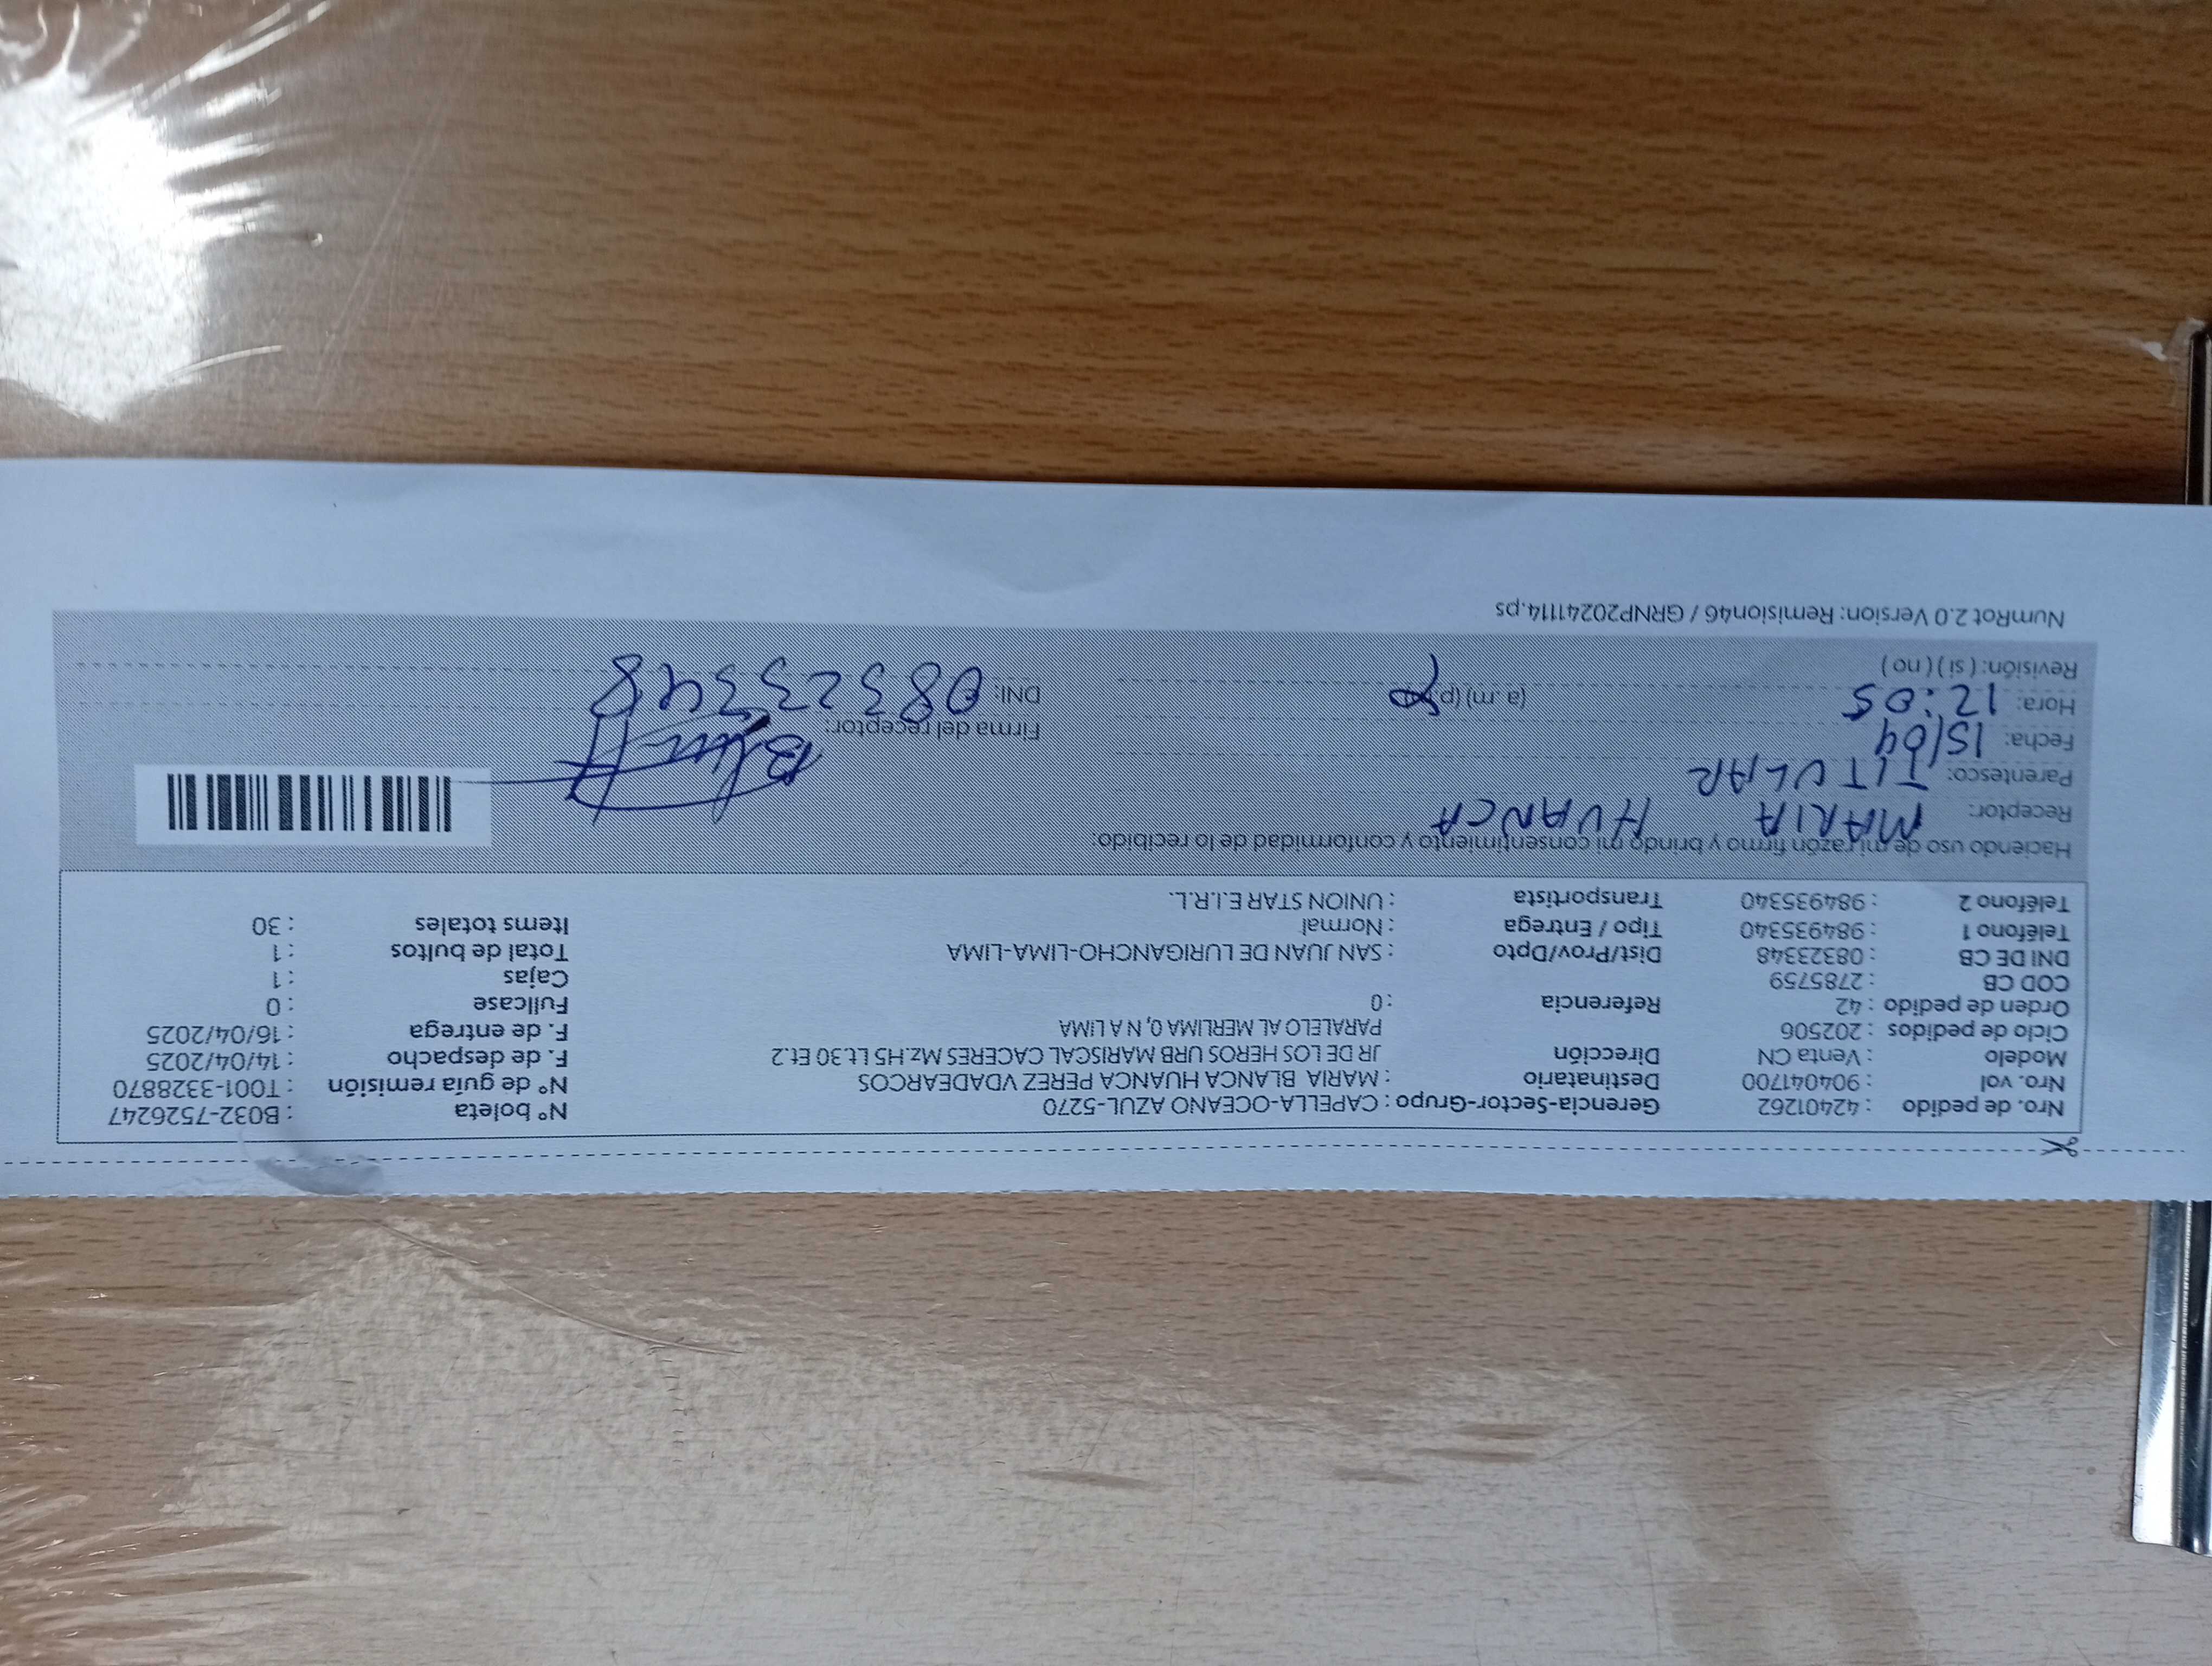 Nro. de pedido : 42401262 Gerencia-Sector-Grupo : CAPELLA-OCEANO AZUL-5270 N° boleta : B032-7526247
Nro. vol : 904041700 Destinatario : MARIA BLANCA HUANCA PEREZ VDADEARCOS N° de guía remisión : T001-3328870
Modelo : Venta CN Dirección JR DE LOS HEROS URB MARISCAL CACERES Mz.H5 Lt.30 Et.2 F. de despacho : 14/04/2025
Ciclo de pedidos : 202506 PARALELO AL MERLIMA 0, N A LIMA F. de entrega : 16/04/2025
Orden de pedido : 42 Referencia : 0 Fullcase : 0
COD CB : 2785759 Cajas : 1
DNI DE CB : 08323348 Dist/Prov/Dpto : SAN JUAN DE LURIGANCHO-LIMA-LIMA Total de bultos : 1
Teléfono 1 : 984935340 Tipo / Entrega : Normal Items totales : 30
Teléfono 2 : 984935340 Transportista : UNION STAR E.I.R.L.
Haciendo uso de mi razón firmo y brindo mi consentimiento y conformidad de lo recibido:
Receptor: MARIA HUANCA
Parentesco: TITULAR
Fecha: 15/04 Firma del receptor:
Hora: 12:05 (a.m) (p.m) DNI: 08323348
Revisión: ( si ) ( no )
NumRot 2.0 Version: Remision46 / GRNP20241114.ps